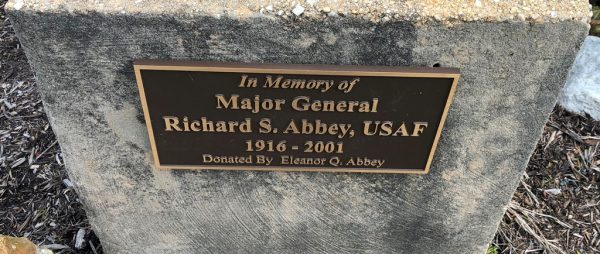 In Memory of
Major General
Richard S. Abbey, USAF
1916 - 2001
Donated By Eleanor Q. Abbey